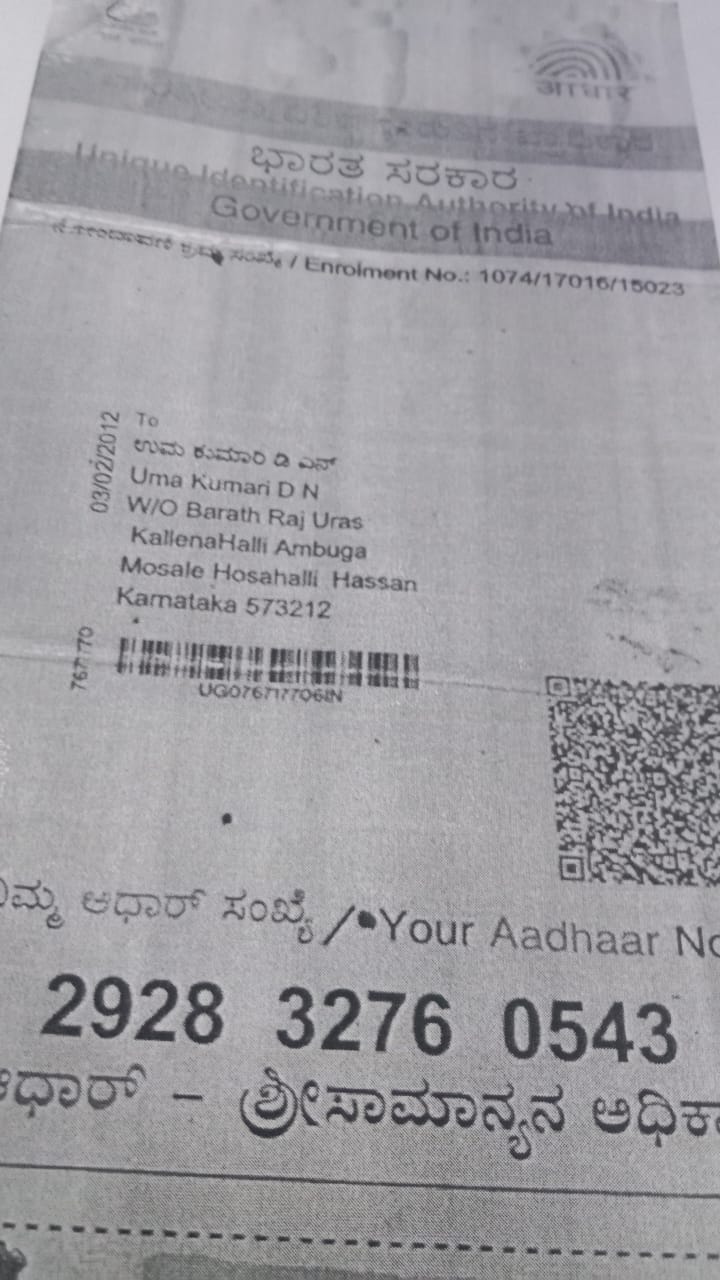 आधार
ಭಾರತ ಸರಕಾರ
Unique Identification Authority of India
Government of India
ಸಂಖ್ಯೆ / Enrolment No.: 1074/17016/15023
03/02/2012
To
ಉಮ ಕುಮಾರಿ ಡಿ ಎನ್
Uma Kumari D N
W/O Barath Raj Uras
KallenaHalli Ambuga
Mosale Hosahalli Hassan
Karnataka 573212
UG076717706IN
ಆಧಾರ್ ಸಂಖ್ಯೆ / Your Aadhaar No
2928 3276 0543
ಆಧಾರ್ – ಶ್ರೀಸಾಮಾನ್ಯನ ಅಧಿಕಾ